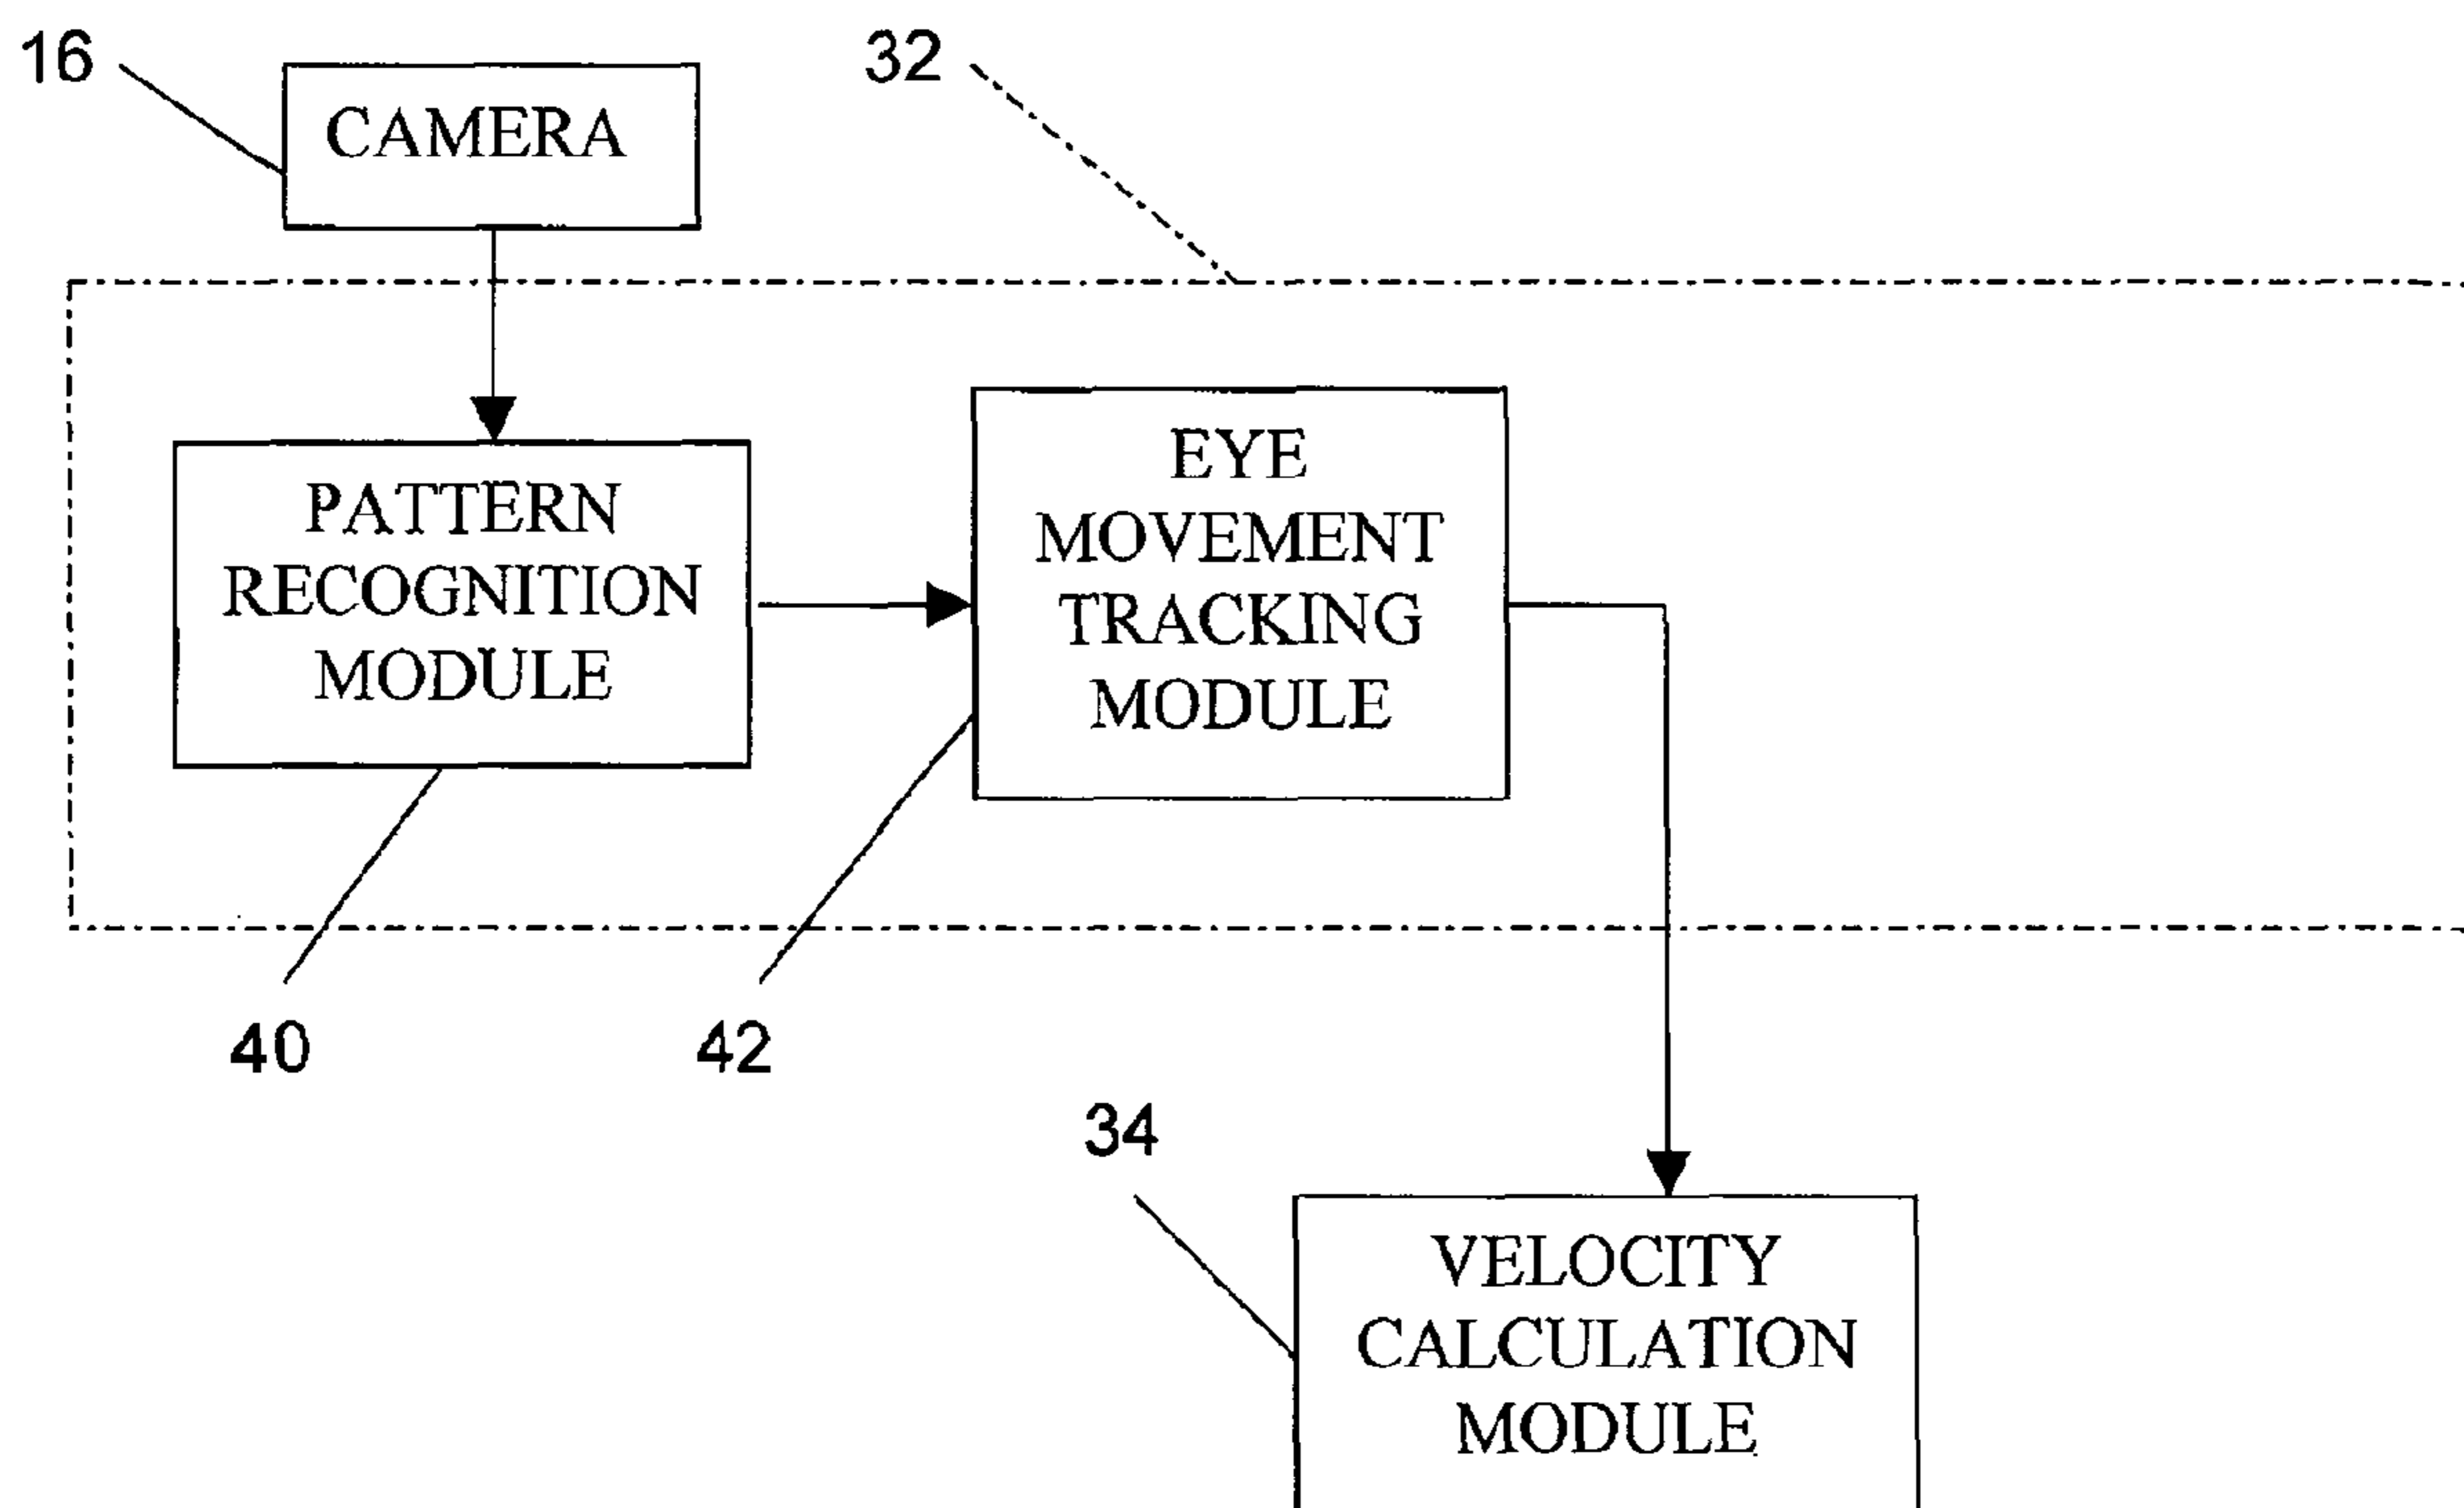 16
32
CAMERA
PATTERN
RECOGNITION
MODULE
EYE
MOVEMENT
TRACKING
MODULE
40
42
34
VELOCITY
CALCULATION
MODULE